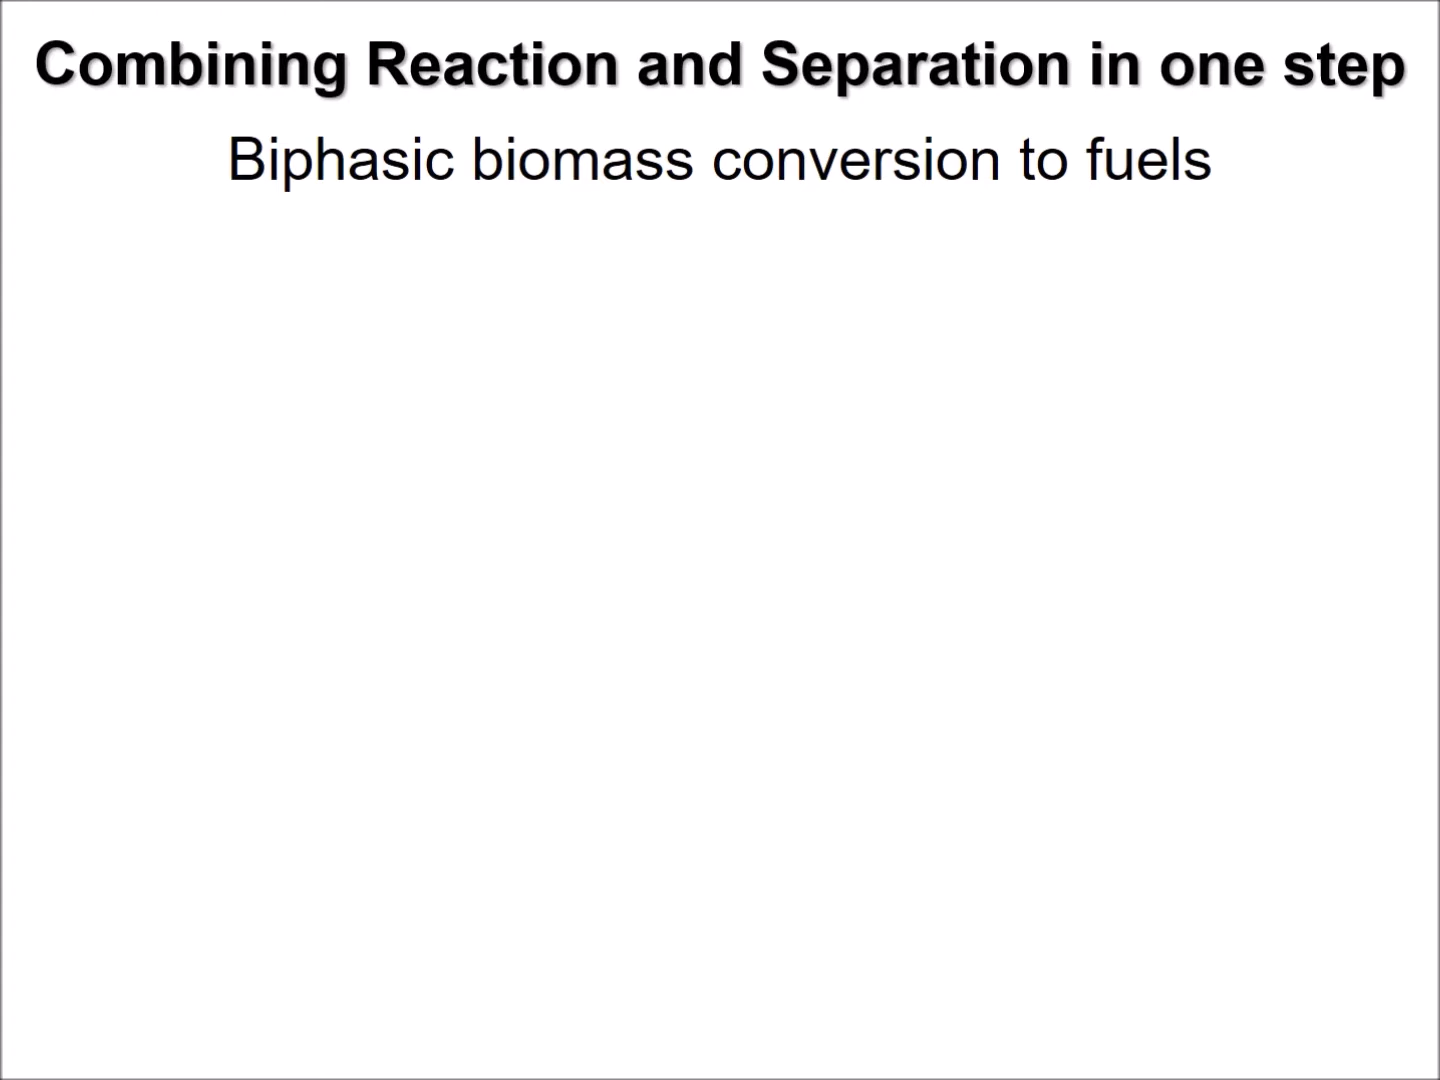 Combining Reaction and Separation in one step
Biphasic biomass conversion to fuels